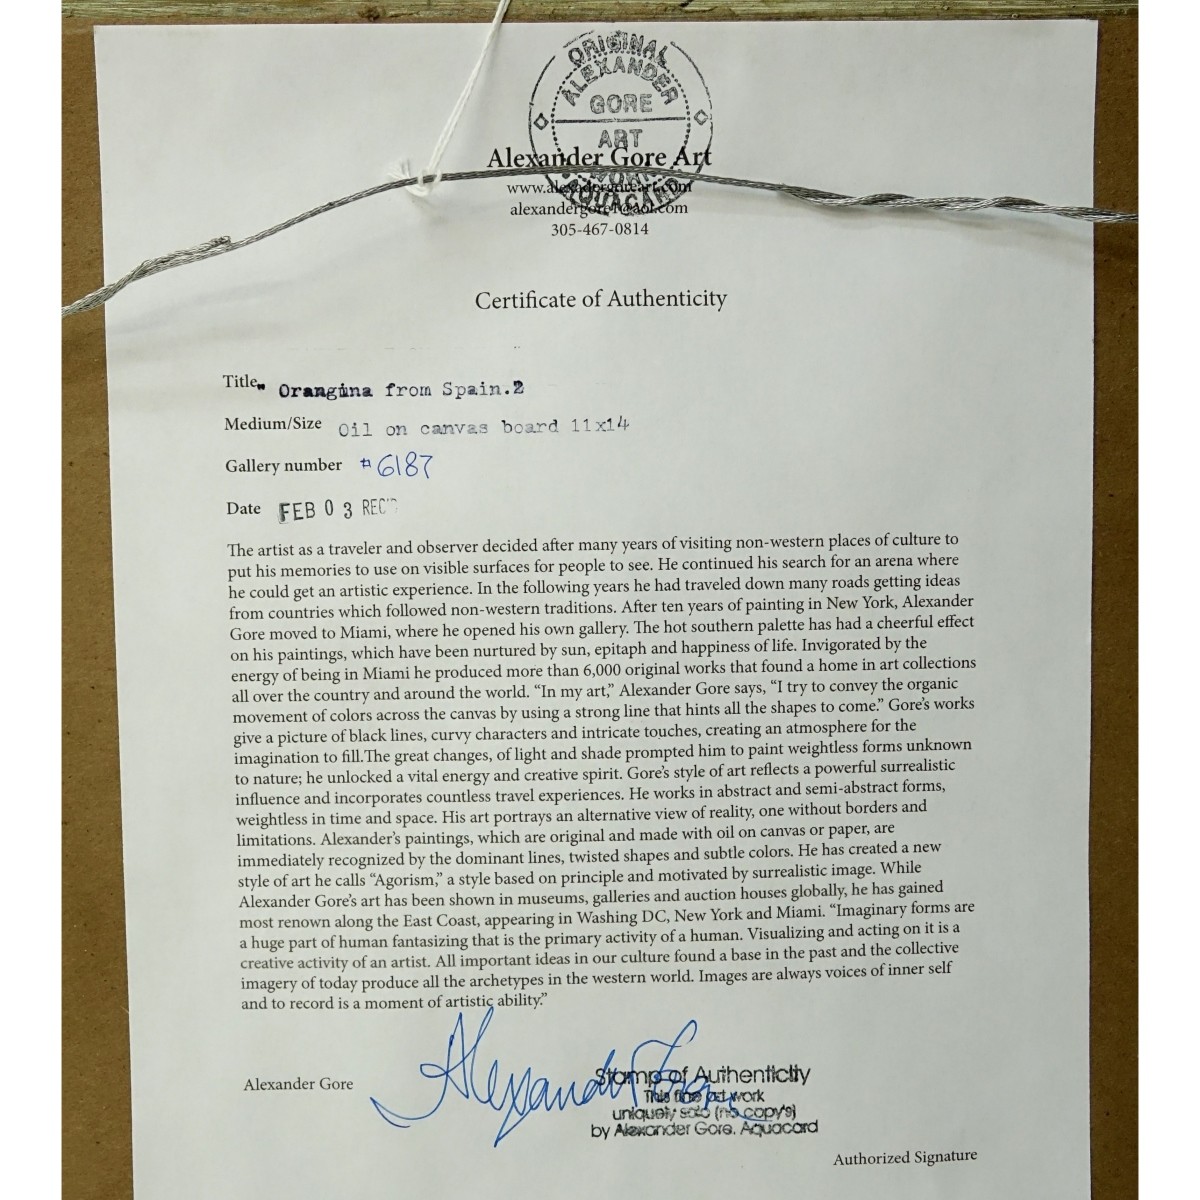 ORIGINAL
ALEXANDER
GORE
ART
WORK
AQUACARD
Alexander Gore Art
www.alexadergoreart.com
alexandergore1@aol.com
305-467-0814
Certificate of Authenticity
Title„ Orangina from Spain.2
Medium/Size Oil on canvas board 11x14
Gallery number #6187
Date FEB 03 REC'D
The artist as a traveler and observer decided after many years of visiting non-western places of culture to
put his memories to use on visible surfaces for people to see. He continued his search for an arena where
he could get an artistic experience. In the following years he had traveled down many roads getting ideas
from countries which followed non-western traditions. After ten years of painting in New York, Alexander
Gore moved to Miami, where he opened his own gallery. The hot southern palette has had a cheerful effect
on his paintings, which have been nurtured by sun, epitaph and happiness of life. Invigorated by the
energy of being in Miami he produced more than 6,000 original works that found a home in art collections
all over the country and around the world. “In my art,” Alexander Gore says, “I try to convey the organic
movement of colors across the canvas by using a strong line that hints all the shapes to come.” Gore’s works
give a picture of black lines, curvy characters and intricate touches, creating an atmosphere for the
imagination to fill.The great changes, of light and shade prompted him to paint weightless forms unknown
to nature; he unlocked a vital energy and creative spirit. Gore’s style of art reflects a powerful surrealistic
influence and incorporates countless travel experiences. He works in abstract and semi-abstract forms,
weightless in time and space. His art portrays an alternative view of reality, one without borders and
limitations. Alexander’s paintings, which are original and made with oil on canvas or paper, are
immediately recognized by the dominant lines, twisted shapes and subtle colors. He has created a new
style of art he calls “Agorism,” a style based on principle and motivated by surrealistic image. While
Alexander Gore’s art has been shown in museums, galleries and auction houses globally, he has gained
most renown along the East Coast, appearing in Washing DC, New York and Miami. “Imaginary forms are
a huge part of human fantasizing that is the primary activity of a human. Visualizing and acting on it is a
creative activity of an artist. All important ideas in our culture found a base in the past and the collective
imagery of today produce all the archetypes in the western world. Images are always voices of inner self
and to record is a moment of artistic ability.”
Alexander Gore
Alexander Gore
Stamp of Authenticity
This fine art work
uniquely sold (no copy's)
by Alexander Gore. Aquacard
Authorized Signature